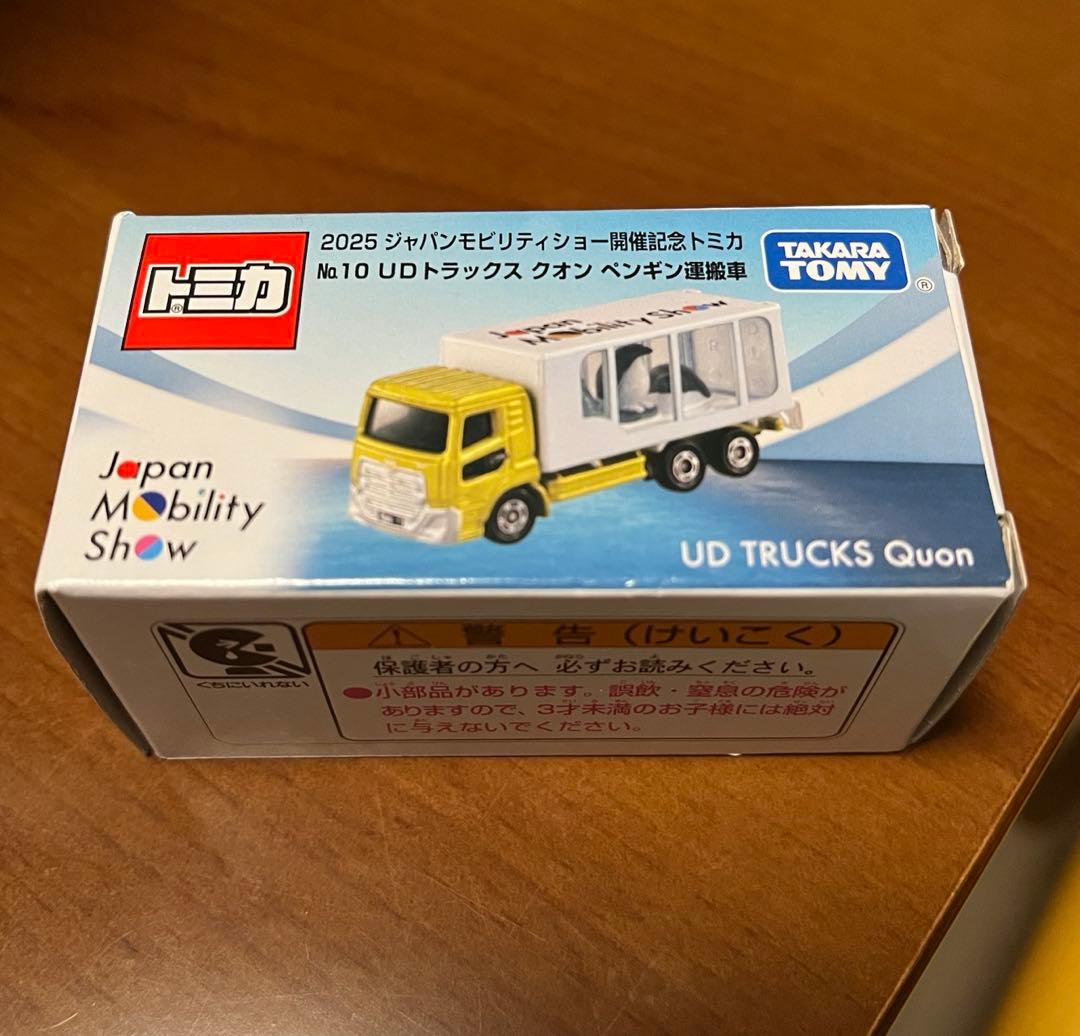 トミカ
®
2025 ジャパンモビリティショー開催記念トミカ
№10 UDトラックス クオン ペンギン運搬車
TAKARA
TOMY
®
Japan
Mobility Show
Japan
Mobility
Show
UD TRUCKS Quon
くちにいれない
警告(けいこく)
保護者の方へ 必ずお読みください。
●小部品があります。誤飲・窒息の危険が
ありますので、3才未満のお子様には絶対
に与えないでください。